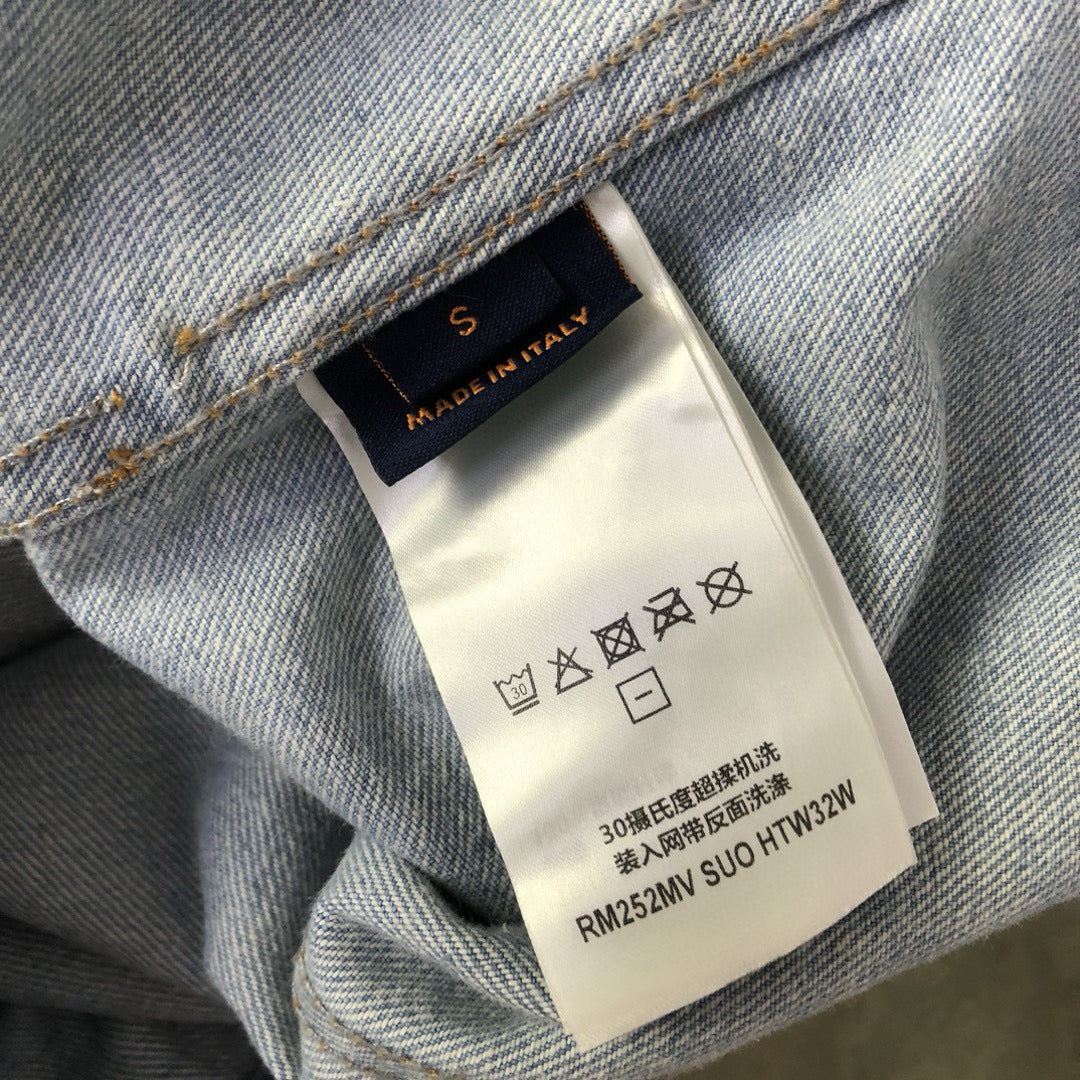 S
MADE IN ITALY
30
30摄氏度超揉机洗
装入网带反面洗涤
RM252MV SUO HTW32W